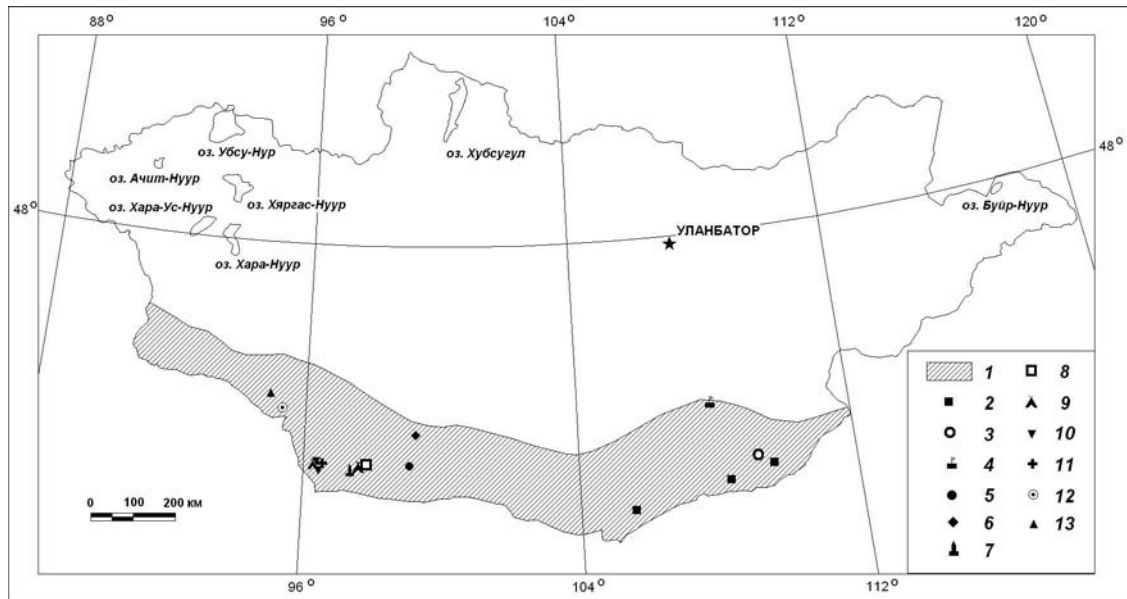 88° 96° 104° 112° 120°
48°
оз. Убсу-Нур
оз. Хубсугул
оз. Ачит-Нуур
оз. Хяргас-Нуур
оз. Хара-Ус-Нуур
оз. Буйр-Нуур
48°
УЛАНБАТОР
оз. Хара-Нуур
1 8
2 9
3 10
4 11
5 12
6 13
7
0 100 200 км
96° 104° 112°